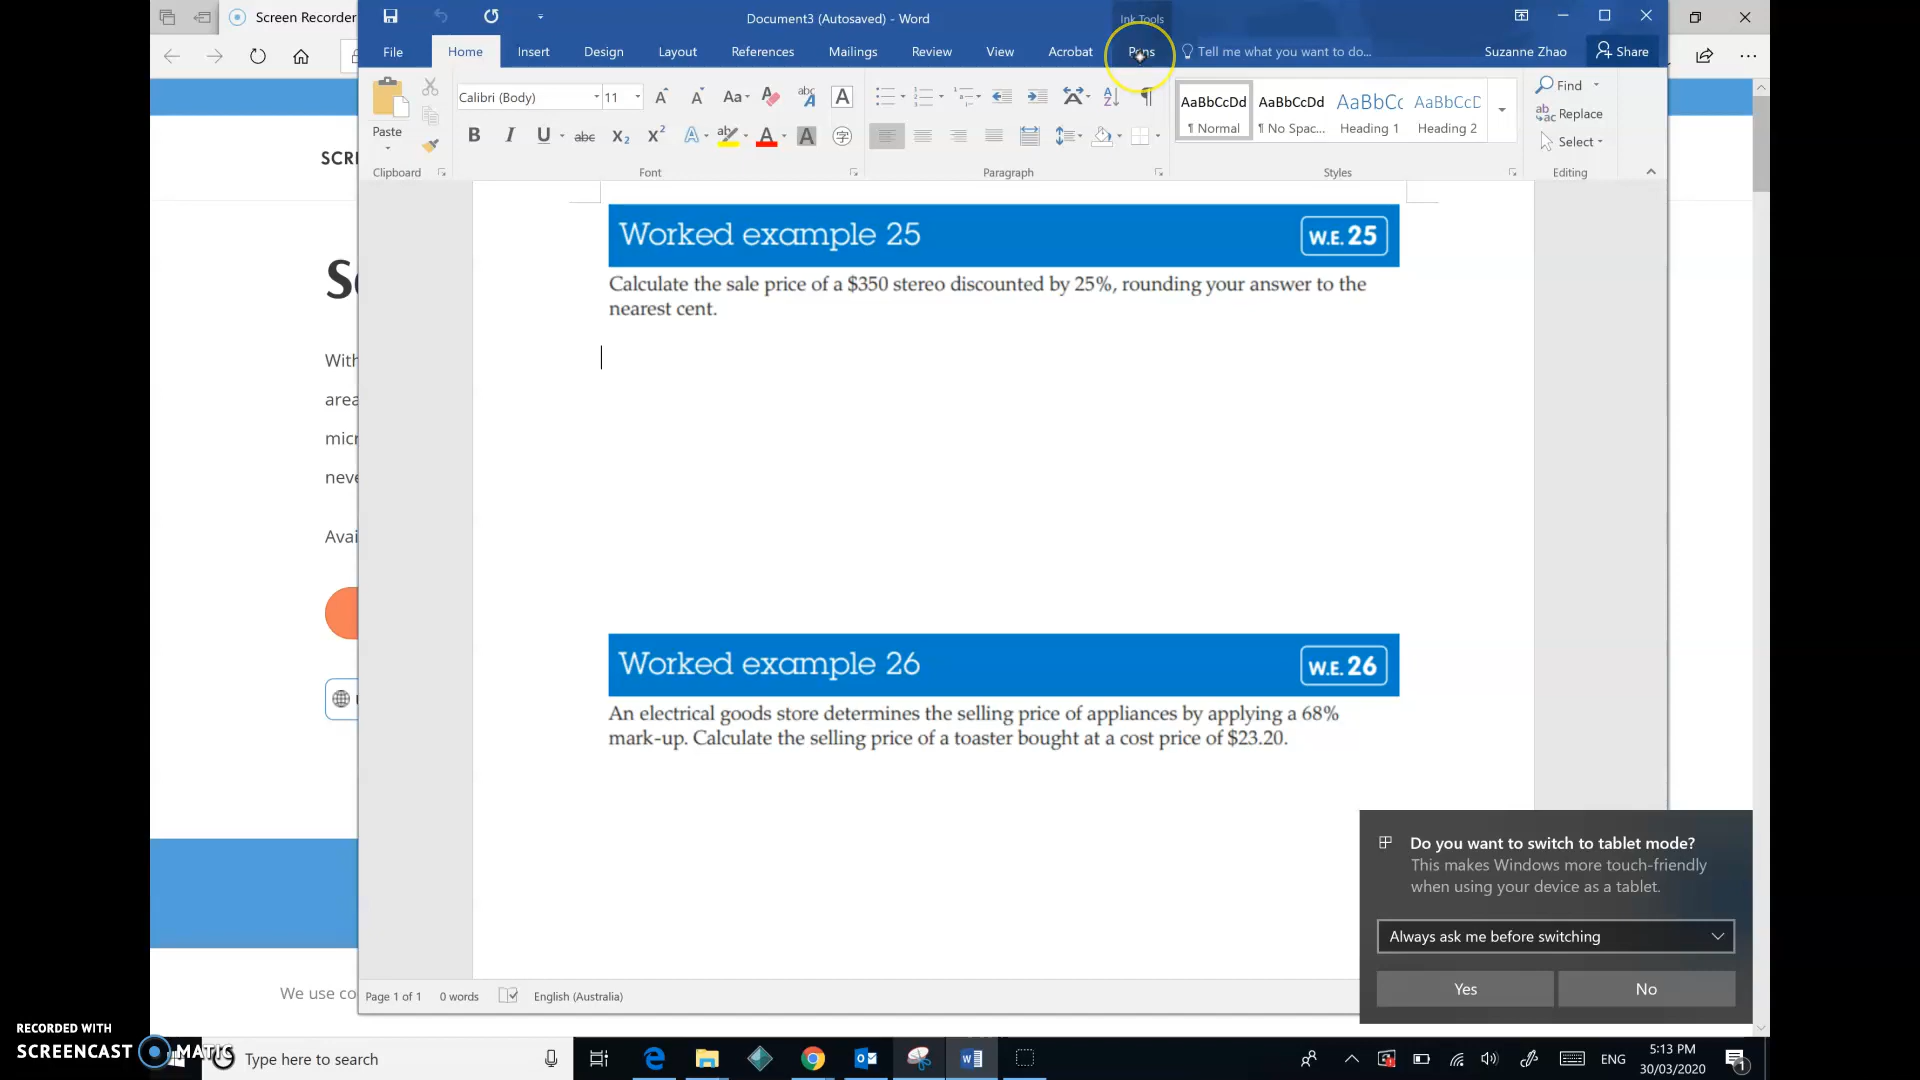 Screen Recorder
Document3 (Autosaved) - Word
Ink Tools
File Home Insert Design Layout References Mailings Review View Acrobat Pens Tell me what you want to do... Suzanne Zhao Share
Paste
Calibri (Body) 11
Aa
AaBbCcDd AaBbCcDd AaBbCc AaBbCcD
¶ Normal ¶ No Spac... Heading 1 Heading 2
Find
Replace
Select
Clipboard Font Paragraph Styles Editing
SCRE
Worked example 25 W.E. 25
Calculate the sale price of a $350 stereo discounted by 25%, rounding your answer to the
nearest cent.
With
area
micr
neve
Avai
Worked example 26 W.E. 26
An electrical goods store determines the selling price of appliances by applying a 68%
mark-up. Calculate the selling price of a toaster bought at a cost price of $23.20.
Do you want to switch to tablet mode?
This makes Windows more touch-friendly
when using your device as a tablet.
Always ask me before switching
Yes No
We use co
Page 1 of 1 0 words English (Australia)
RECORDED WITH
SCREENCAST MATIC
Type here to search
ENG
5:13 PM
30/03/2020
1